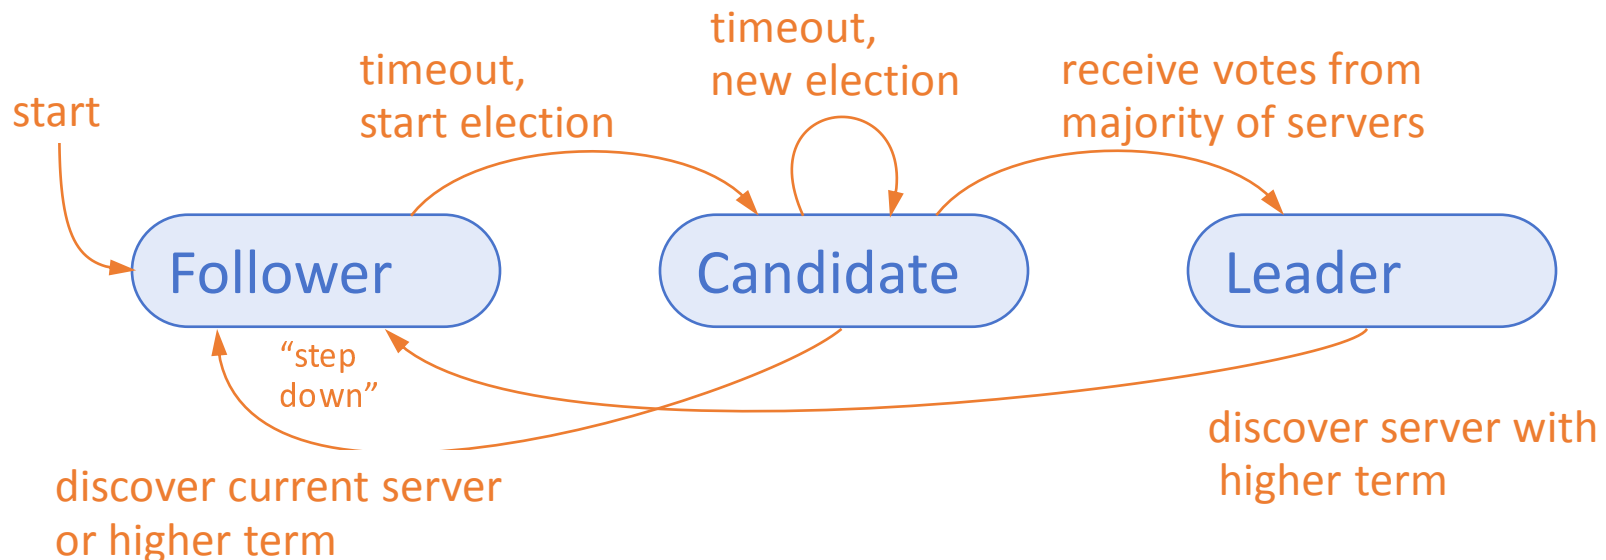 start
timeout,
start election
timeout,
new election
receive votes from
majority of servers
Follower
Candidate
Leader
“step
down”
discover current server
or higher term
discover server with
higher term